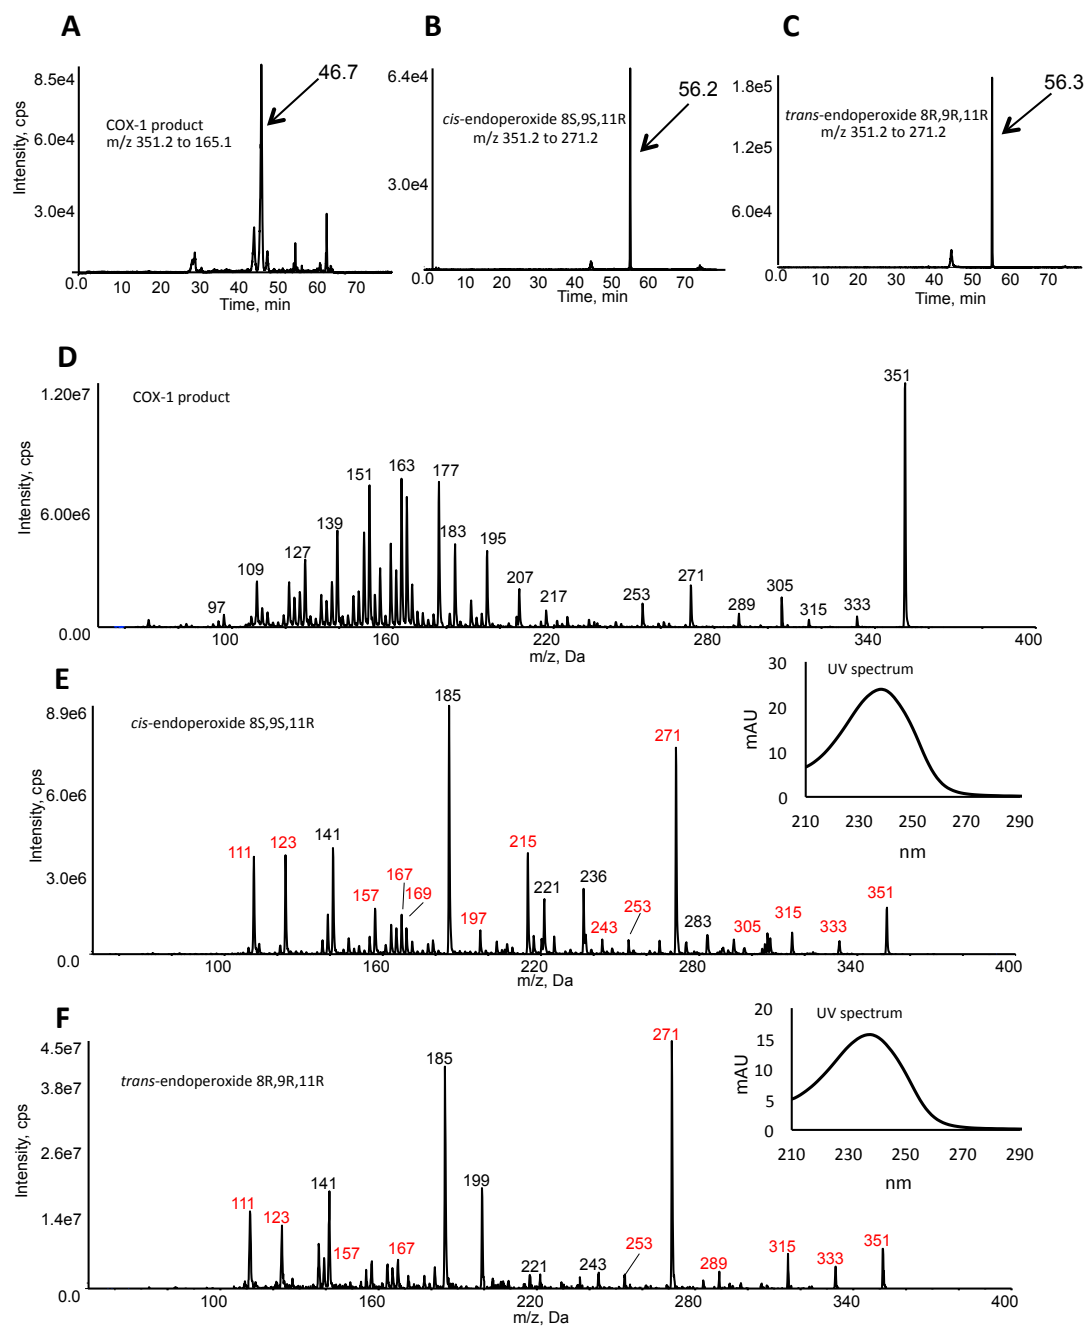 A
B
C
8.5e4
6.0e4
3.0e4
Intensity, cps
COX-1 product
m/z 351.2 to 165.1
46.7
0.0 10 20 30 40 50 60 70
Time, min
6.4e4
3.0e4
cis-endoperoxide 8S,9S,11R
m/z 351.2 to 271.2
56.2
0.0 10 20 30 40 50 60 70
Time, min
1.8e5
1.2e5
6.0e4
trans-endoperoxide 8R,9R,11R
m/z 351.2 to 271.2
56.3
0.0 10 20 30 40 50 60 70
Time, min
D
1.20e7
6.00e6
0.00
Intensity, cps
COX-1 product
97 109 127 139 151 163 177 183 195 207 217 253 271 289 305 315 333 351
100 160 220 280 340 400
m/z, Da
E
8.9e6
6.0e6
3.0e6
0.0
Intensity, cps
cis-endoperoxide 8S,9S,11R
111 123 141 157 167 169 185 197 215 221 236 243 253 271 283 305 315 333 351
100 160 220 280 340 400
m/z, Da
UV spectrum
30
20
10
0
mAU
210 230 250 270 290
nm
F
4.5e7
3.8e7
2.6e7
1.4e7
0.0
Intensity, cps
trans-endoperoxide 8R,9R,11R
111 123 141 157 167 185 199 221 243 253 271 289 315 333 351
100 160 220 280 340 400
m/z, Da
UV spectrum
20
15
10
5
0
mAU
210 230 250 270 290
nm